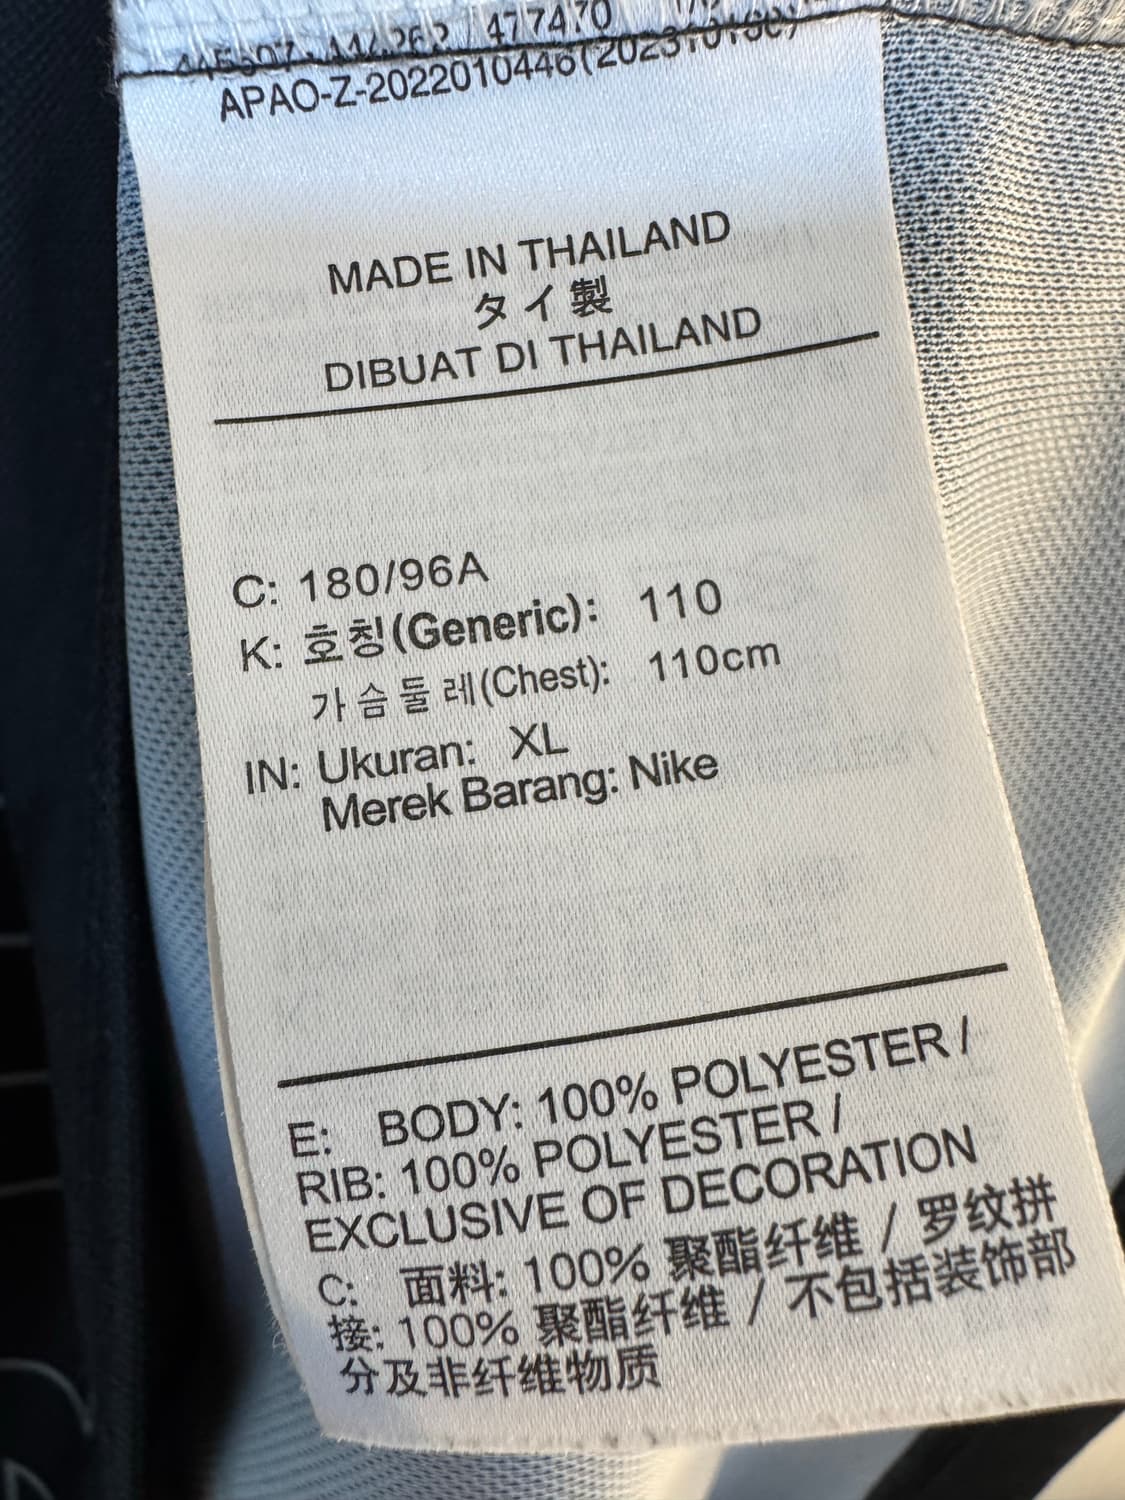 477470
APAO-Z-2022010446(20231
MADE IN THAILAND
タイ製
DIBUAT DI THAILAND
C: 180/96A
K: 호칭(Generic): 110
가슴둘레(Chest): 110cm
IN: Ukuran: XL
Merek Barang: Nike
E: BODY: 100% POLYESTER /
RIB: 100% POLYESTER /
EXCLUSIVE OF DECORATION
C: 面料: 100% 聚酯纤维 / 罗纹拼
接: 100% 聚酯纤维 / 不包括装饰部
分及非纤维物质